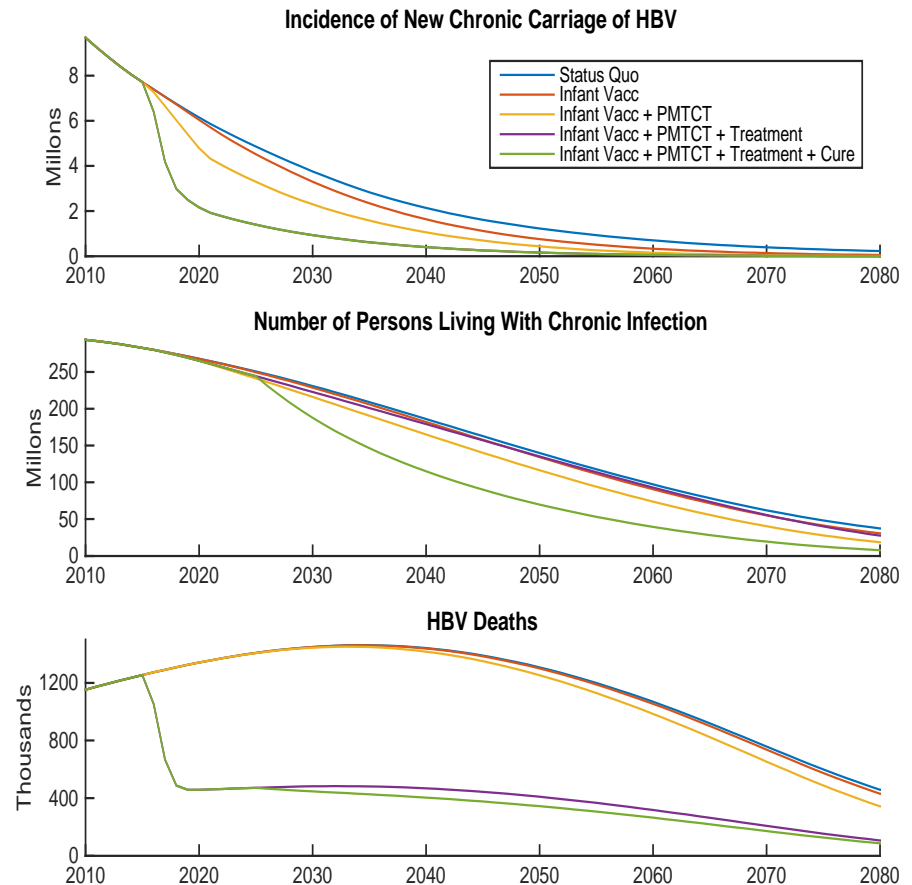 Incidence of New Chronic Carriage of HBV
Millons
8
6
4
2
0
2010 2020 2030 2040 2050 2060 2070 2080
Status Quo
Infant Vacc
Infant Vacc + PMTCT
Infant Vacc + PMTCT + Treatment
Infant Vacc + PMTCT + Treatment + Cure
Number of Persons Living With Chronic Infection
Millons
250
200
150
100
50
0
2010 2020 2030 2040 2050 2060 2070 2080
HBV Deaths
Thousands
1200
800
400
0
2010 2020 2030 2040 2050 2060 2070 2080